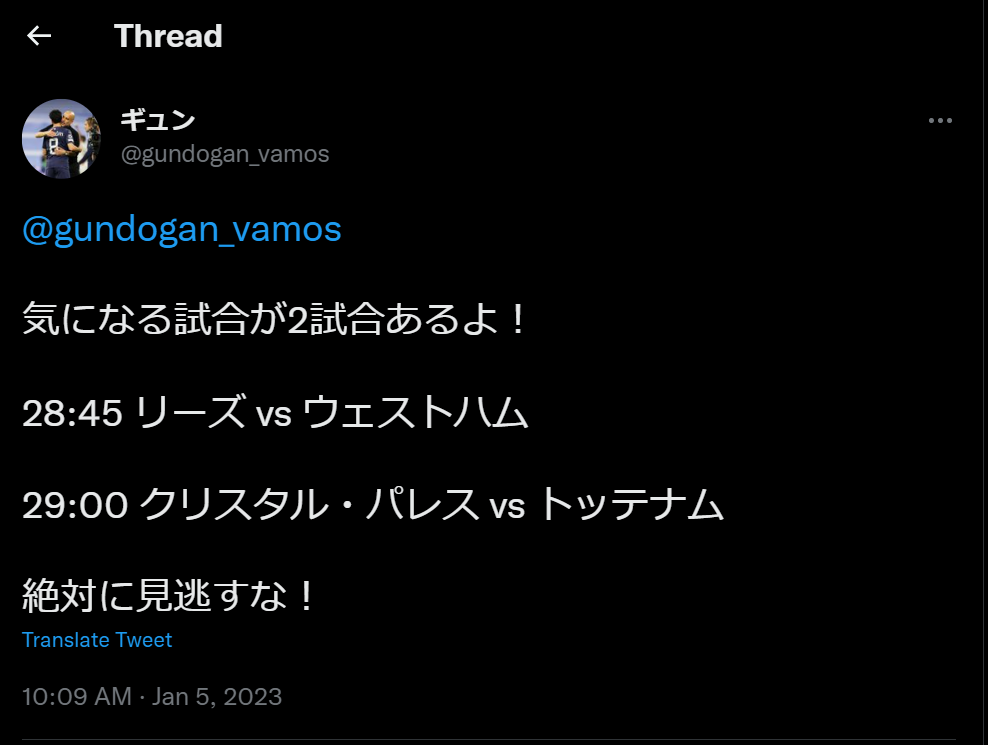 Thread
ギュン
@gundogan_vamos
@gundogan_vamos
気になる試合が2試合あるよ！
28:45 リーズ vs ウェストハム
29:00 クリスタル・パレス vs トッテナム
絶対に見逃すな！
Translate Tweet
10:09 AM · Jan 5, 2023